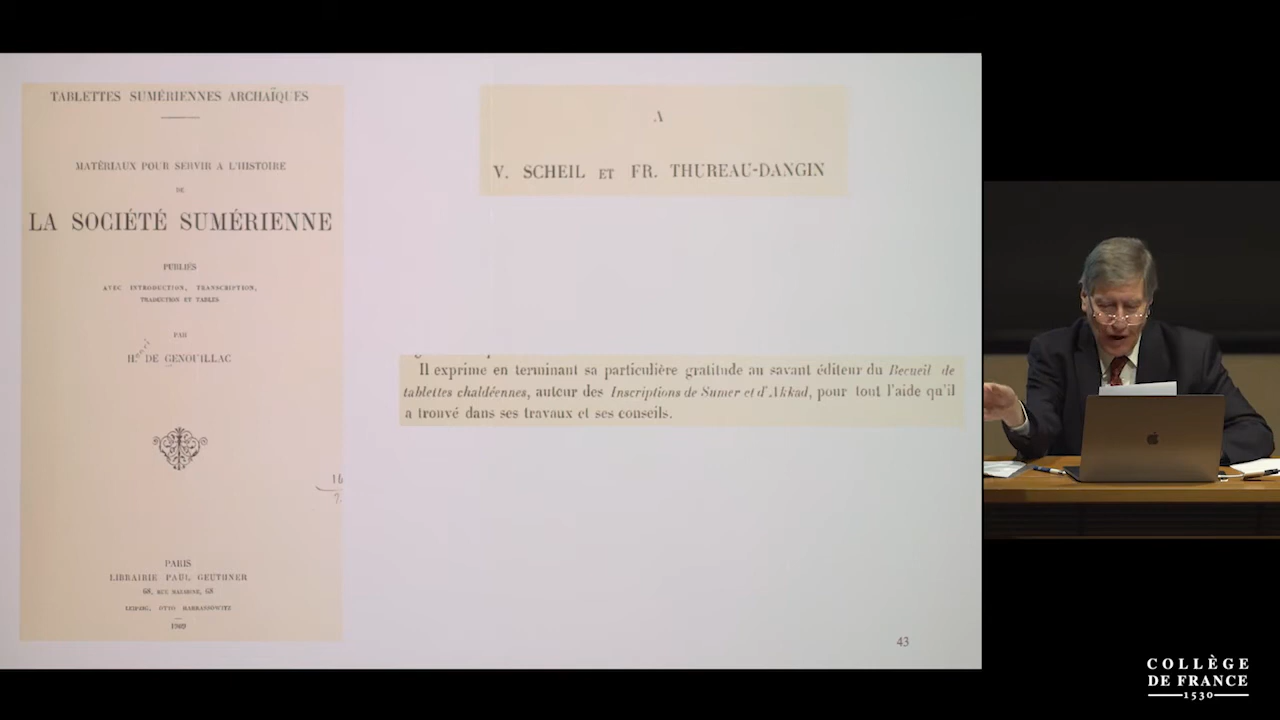 TABLETTES SUMÉRIENNES ARCHAÏQUES
MATÉRIAUX POUR SERVIR A L'HISTOIRE
DE
LA SOCIÉTÉ SUMÉRIENNE
PUBLIÉS
AVEC INTRODUCTION, TRANSCRIPTION,
TRADUCTION ET TABLES
PAR
H. DE GENOUILLAC
PARIS
LIBRAIRIE PAUL GEUTHNER
68, RUE MAZARINE, 68
LEIPZIG, OTTO HARRASSOWITZ
1909
A
V. SCHEIL ET FR. THUREAU-DANGIN
Il exprime en terminant sa particulière gratitude au savant éditeur du Recueil de
tablettes chaldéennes, auteur des Inscriptions de Sumer et d'Akkad, pour tout l'aide qu'il
a trouvé dans ses travaux et ses conseils.
16
43
COLLÈGE
DE FRANCE
1530